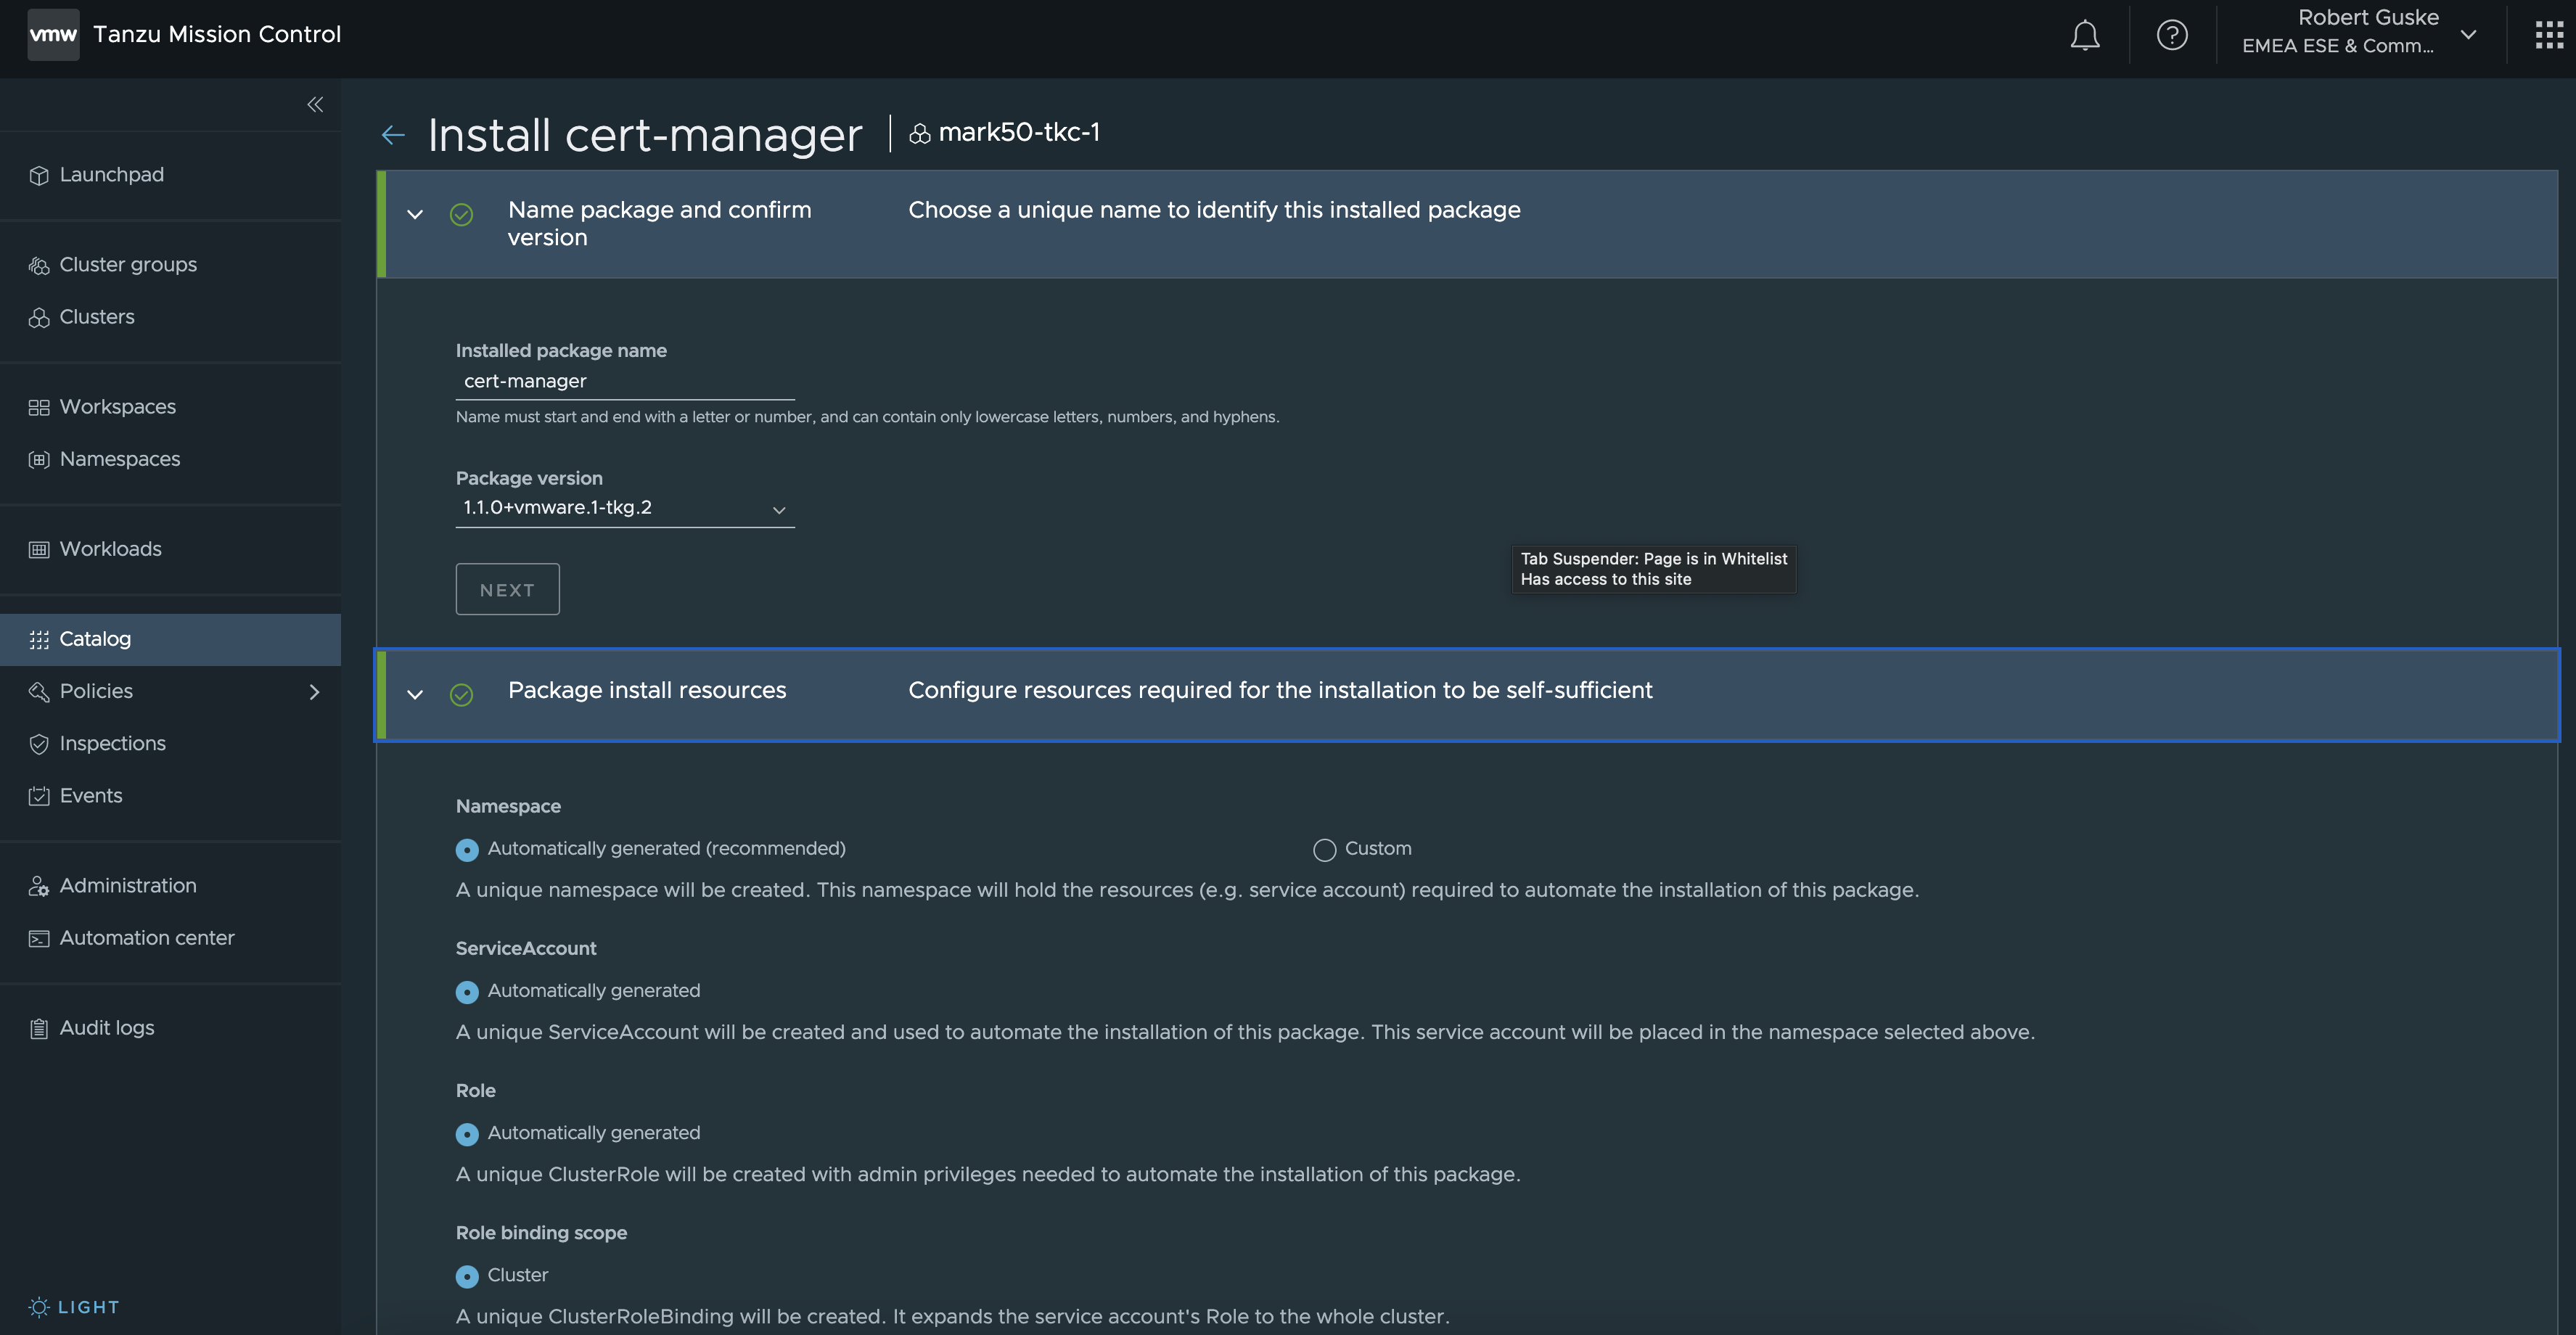 vmw Tanzu Mission Control
Robert Guske
EMEA ESE & Comm...
Launchpad
Cluster groups
Clusters
Workspaces
Namespaces
Workloads
Catalog
Policies
Inspections
Events
Administration
Automation center
Audit logs
LIGHT
Install cert-manager
mark50-tkc-1
Name package and confirm
version
Choose a unique name to identify this installed package
Installed package name
cert-manager
Name must start and end with a letter or number, and can contain only lowercase letters, numbers, and hyphens.
Package version
1.1.0+vmware.1-tkg.2
NEXT
Tab Suspender: Page is in Whitelist
Has access to this site
Package install resources
Configure resources required for the installation to be self-sufficient
Namespace
Automatically generated (recommended)
Custom
A unique namespace will be created. This namespace will hold the resources (e.g. service account) required to automate the installation of this package.
ServiceAccount
Automatically generated
A unique ServiceAccount will be created and used to automate the installation of this package. This service account will be placed in the namespace selected above.
Role
Automatically generated
A unique ClusterRole will be created with admin privileges needed to automate the installation of this package.
Role binding scope
Cluster
A unique ClusterRoleBinding will be created. It expands the service account's Role to the whole cluster.